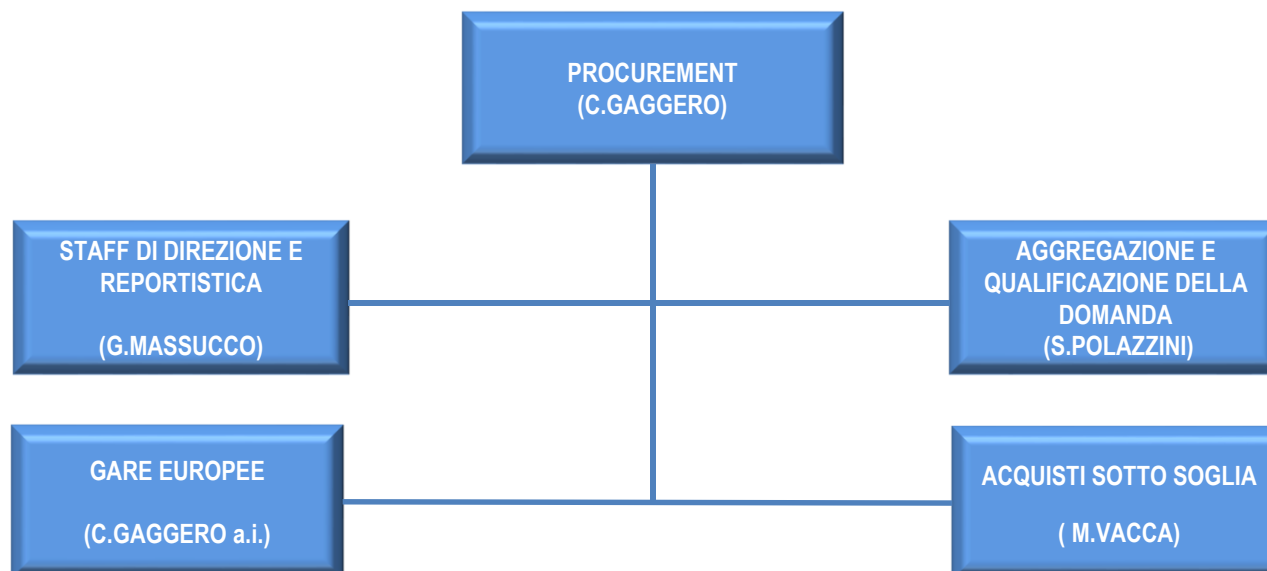 PROCUREMENT
(C.GAGGERO)
STAFF DI DIREZIONE E
REPORTISTICA
(G.MASSUCCO)
AGGREGAZIONE E
QUALIFICAZIONE DELLA
DOMANDA
(S.POLAZZINI)
GARE EUROPEE
(C.GAGGERO a.i.)
ACQUISTI SOTTO SOGLIA
( M.VACCA)